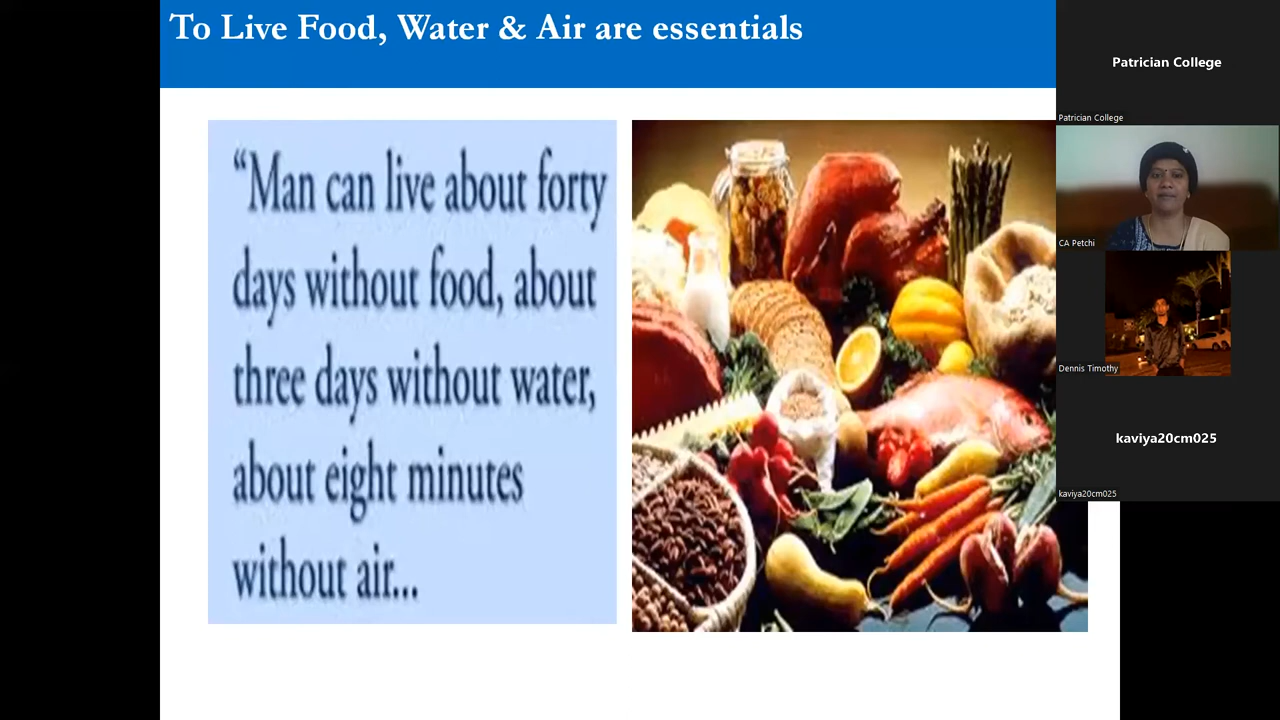 To Live Food, Water & Air are essentials
“Man can live about forty
days without food, about
three days without water,
about eight minutes
without air...
Patrician College
Patrician College
CA Petchi
Dennis Timothy
kaviya20cm025
kaviya20cm025